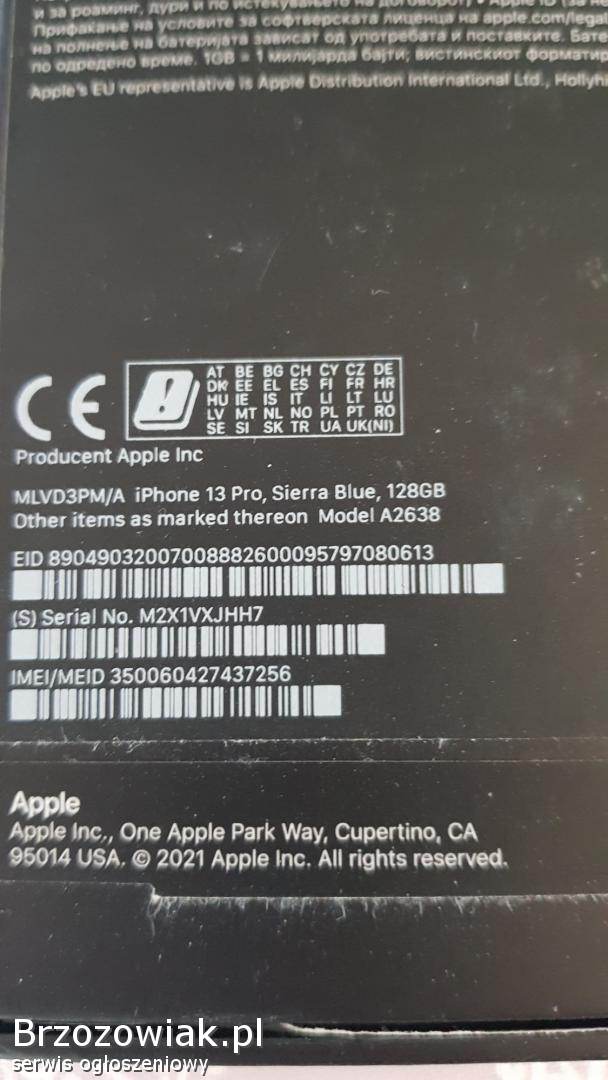 и за роаминг, дури и по истекувањето на договорот) • Apple ID (за
Прифаќање на условите за софтверската лиценца на apple.com/legal
на полнење на батеријата зависат од употребата и поставките. Бате
по одредено време. 1GB = 1 милијарда бајти; вистинскиот форматир
Apple's EU representative is Apple Distribution International Ltd., Hollyh
CE
AT BE BG CH CY CZ DE
DK EE EL ES FI FR HR
HU IE IS IT LI LT LU
LV MT NL NO PL PT RO
SE SI SK TR UA UK(NI)
Producent Apple Inc
MLVD3PM/A iPhone 13 Pro, Sierra Blue, 128GB
Other items as marked thereon Model A2638
EID 89049032007008882600095797080613
(S) Serial No. M2X1VXJHH7
IMEI/MEID 350060427437256
Apple
Apple Inc., One Apple Park Way, Cupertino, CA
95014 USA. © 2021 Apple Inc. All rights reserved.
Brzozowiak.pl
serwis ogłoszeniowy